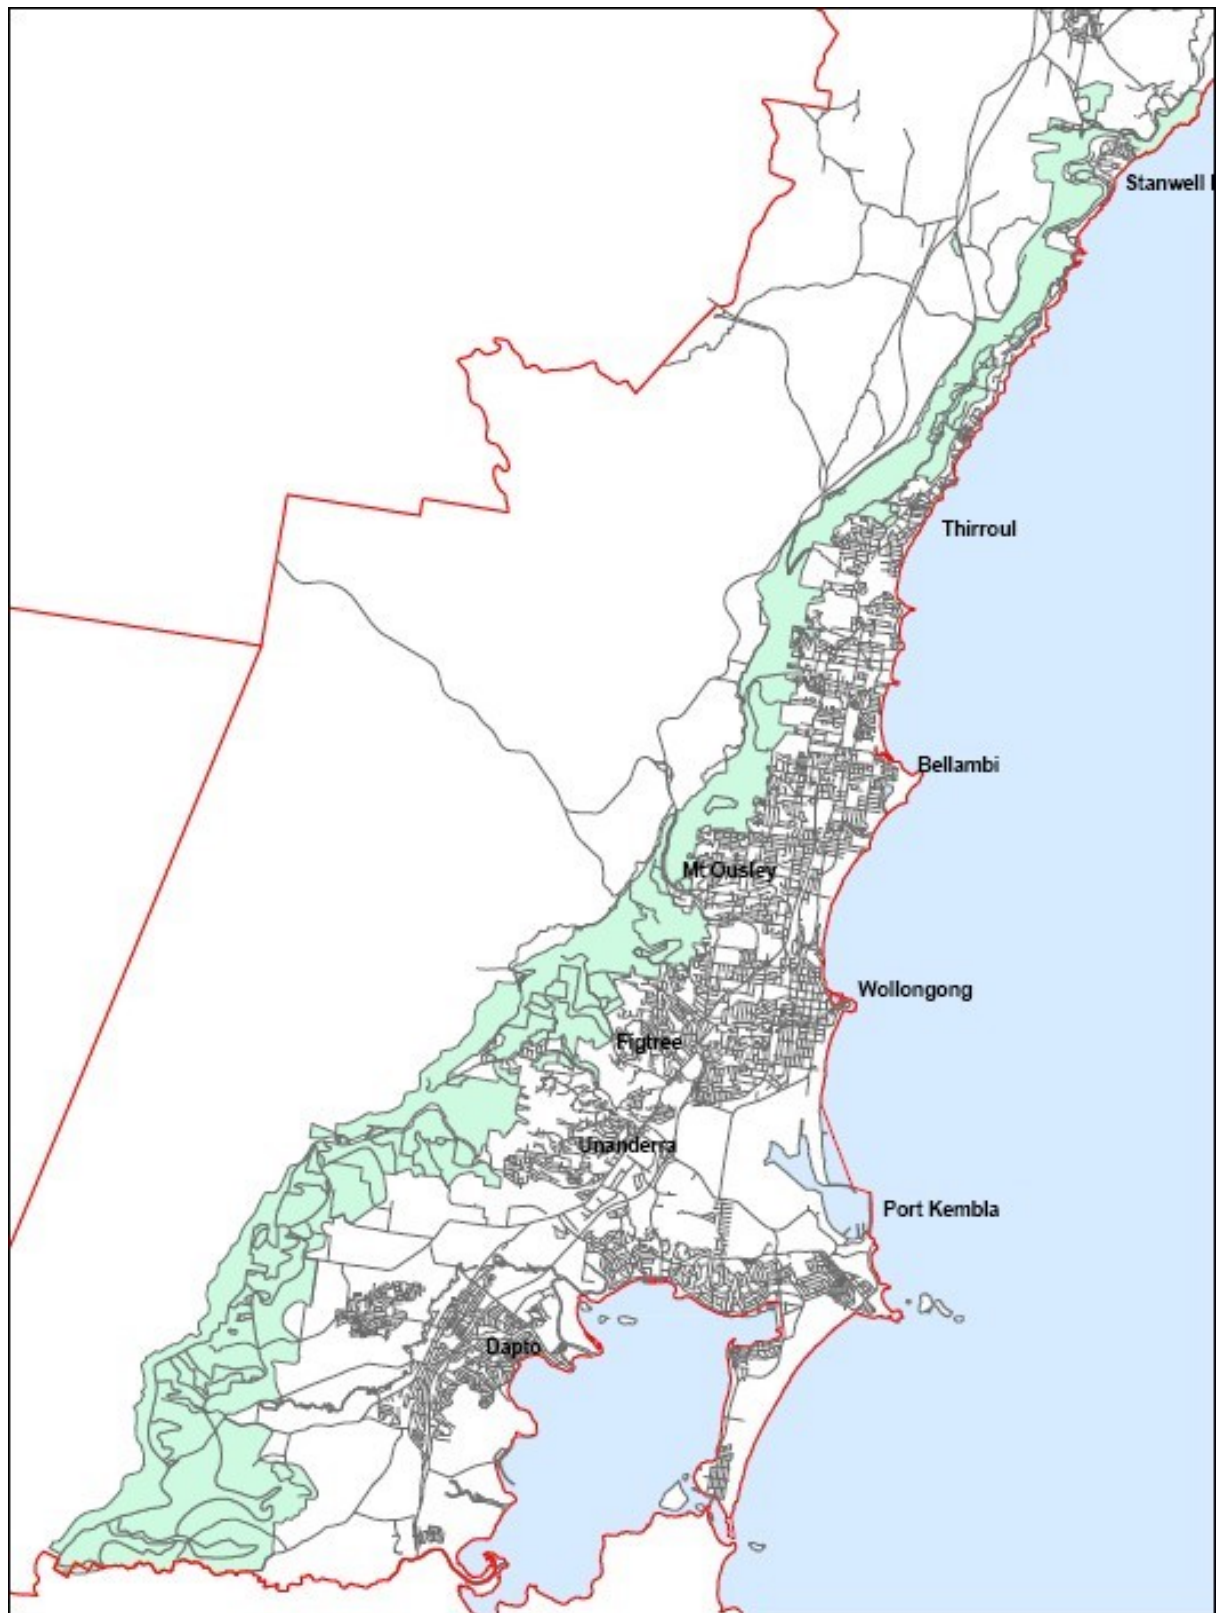 Stanwell
Thirroul
Bellambi
Mt Ousley
Wollongong
Figtree
Unanderra
Port Kembla
Dapto